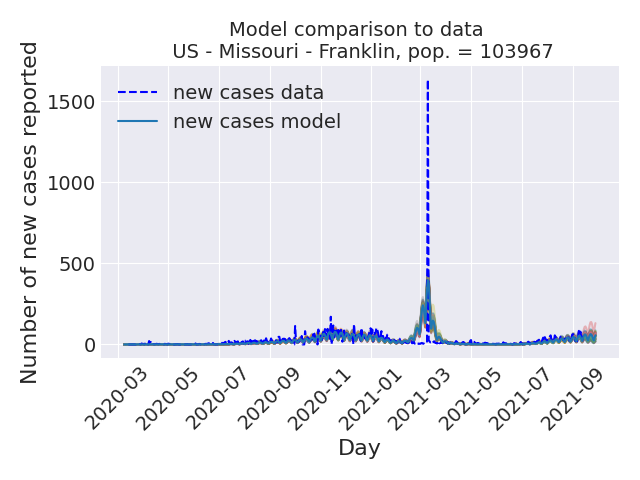 Model comparison to data
US - Missouri - Franklin, pop. = 103967
Number of new cases reported
new cases data
new cases model
1500
1000
500
0
2020-03
2020-05
2020-07
2020-09
2020-11
2021-01
2021-03
2021-05
2021-07
2021-09
Day